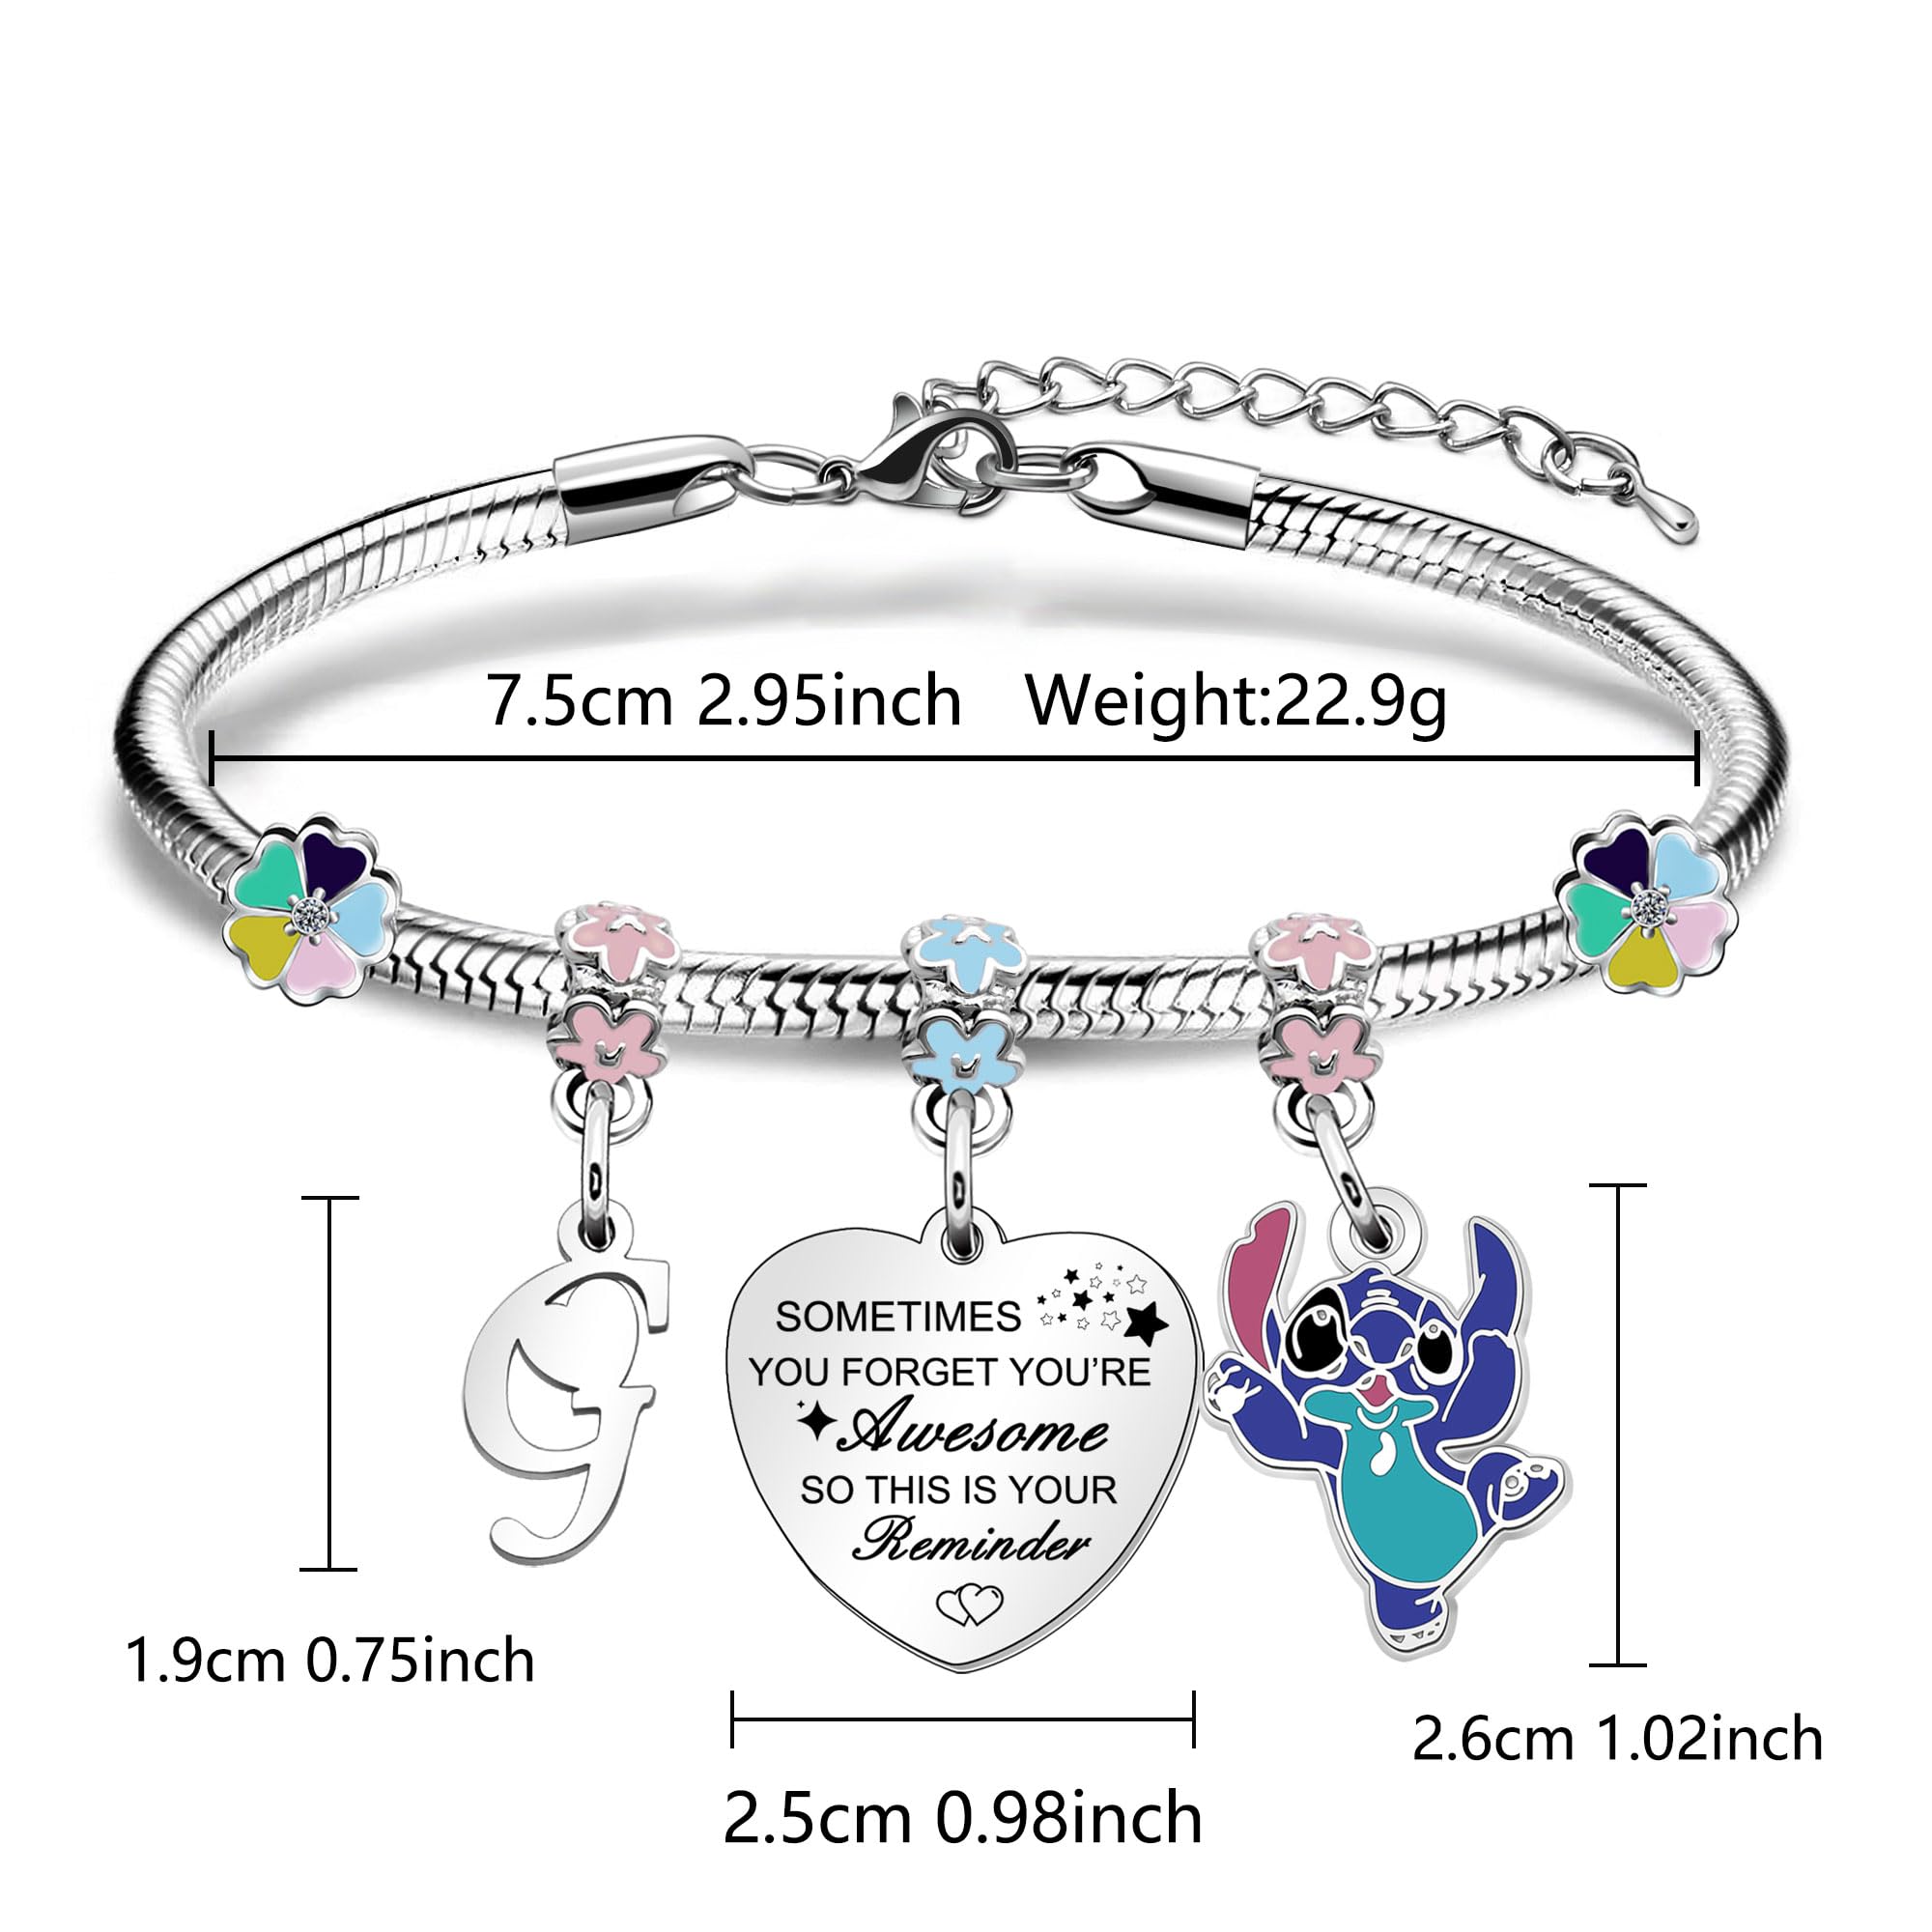 7.5cm 2.95inch Weight:22.9g
G
SOMETIMES
YOU FORGET YOU'RE
Awesome
SO THIS IS YOUR
Reminder
1.9cm 0.75inch
2.6cm 1.02inch
2.5cm 0.98inch